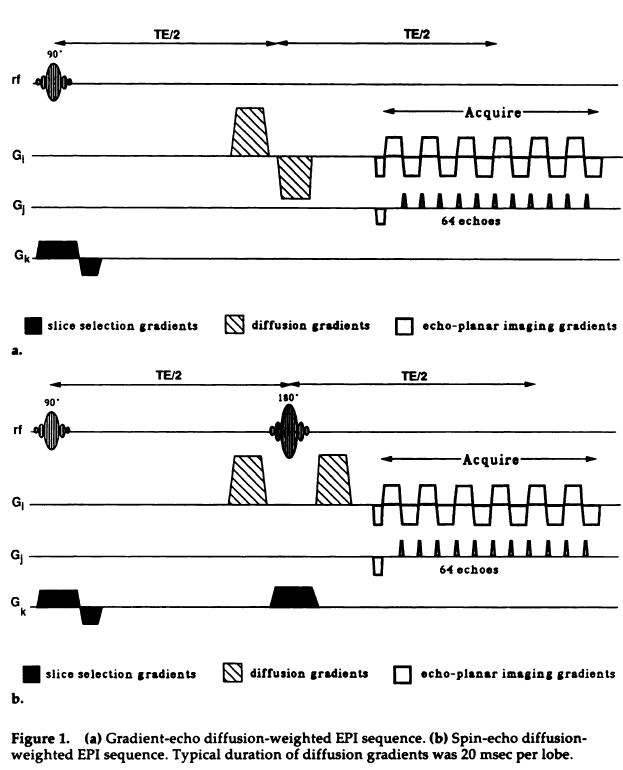 TE/2 TE/2
90°
rf
Acquire
Gi
Gj
64 echoes
Gk
slice selection gradients diffusion gradients echo-planar imaging gradients
a.
TE/2 TE/2
90° 180°
rf
Acquire
Gi
Gj
64 echoes
Gk
slice selection gradients diffusion gradients echo-planar imaging gradients
b.
Figure 1. (a) Gradient-echo diffusion-weighted EPI sequence. (b) Spin-echo diffusion-
weighted EPI sequence. Typical duration of diffusion gradients was 20 msec per lobe.